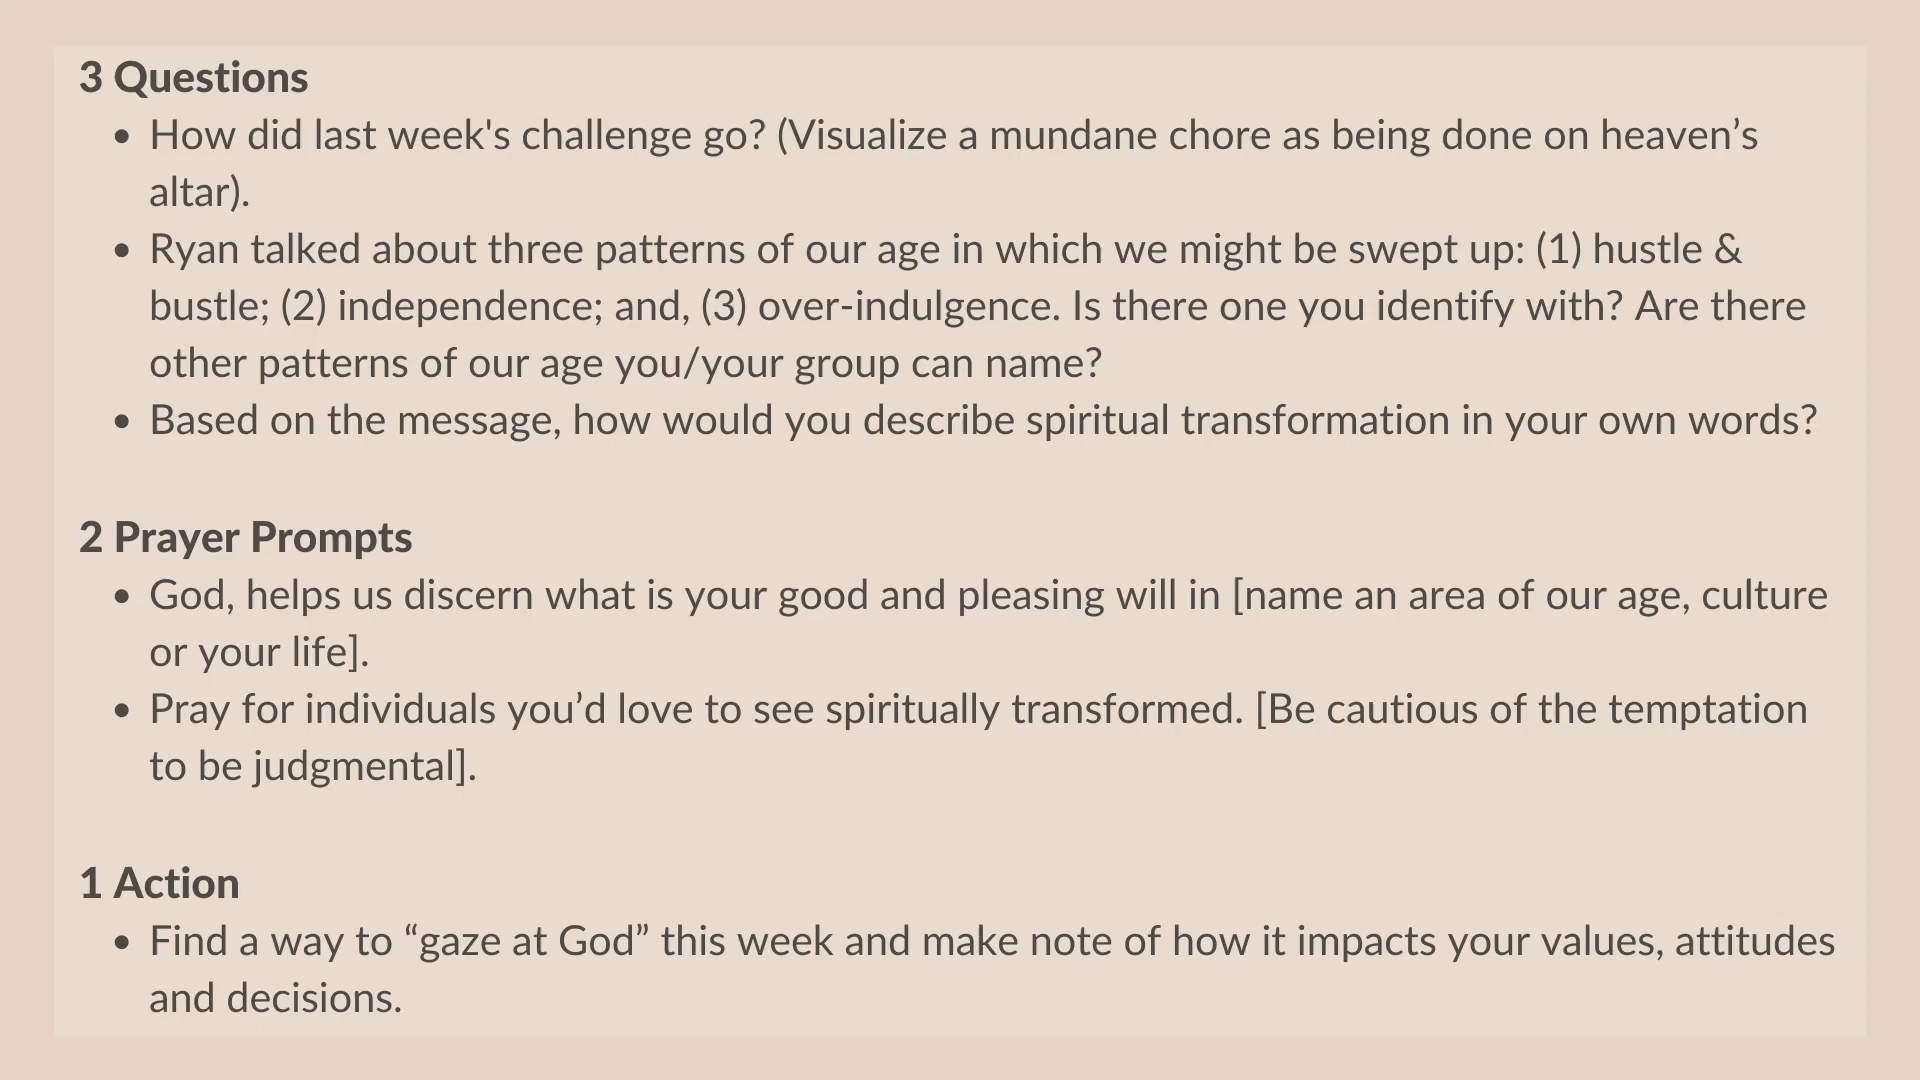 3 Questions
• How did last week's challenge go? (Visualize a mundane chore as being done on heaven’s
altar).
• Ryan talked about three patterns of our age in which we might be swept up: (1) hustle &
bustle; (2) independence; and, (3) over-indulgence. Is there one you identify with? Are there
other patterns of our age you/your group can name?
• Based on the message, how would you describe spiritual transformation in your own words?
2 Prayer Prompts
• God, helps us discern what is your good and pleasing will in [name an area of our age, culture
or your life].
• Pray for individuals you’d love to see spiritually transformed. [Be cautious of the temptation
to be judgmental].
1 Action
• Find a way to “gaze at God” this week and make note of how it impacts your values, attitudes
and decisions.